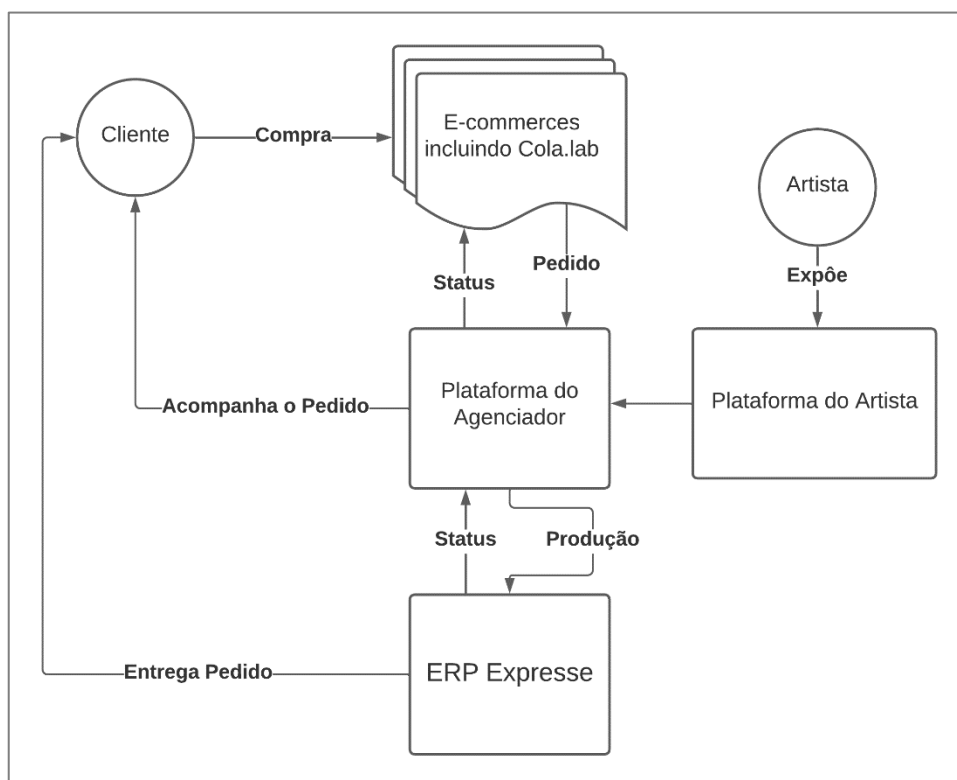 Cliente
Compra
E-commerces
incluindo Cola.lab
Artista
Status
Pedido
Expôe
Acompanha o Pedido
Plataforma do
Agenciador
Plataforma do Artista
Status
Produção
Entrega Pedido
ERP Expresse